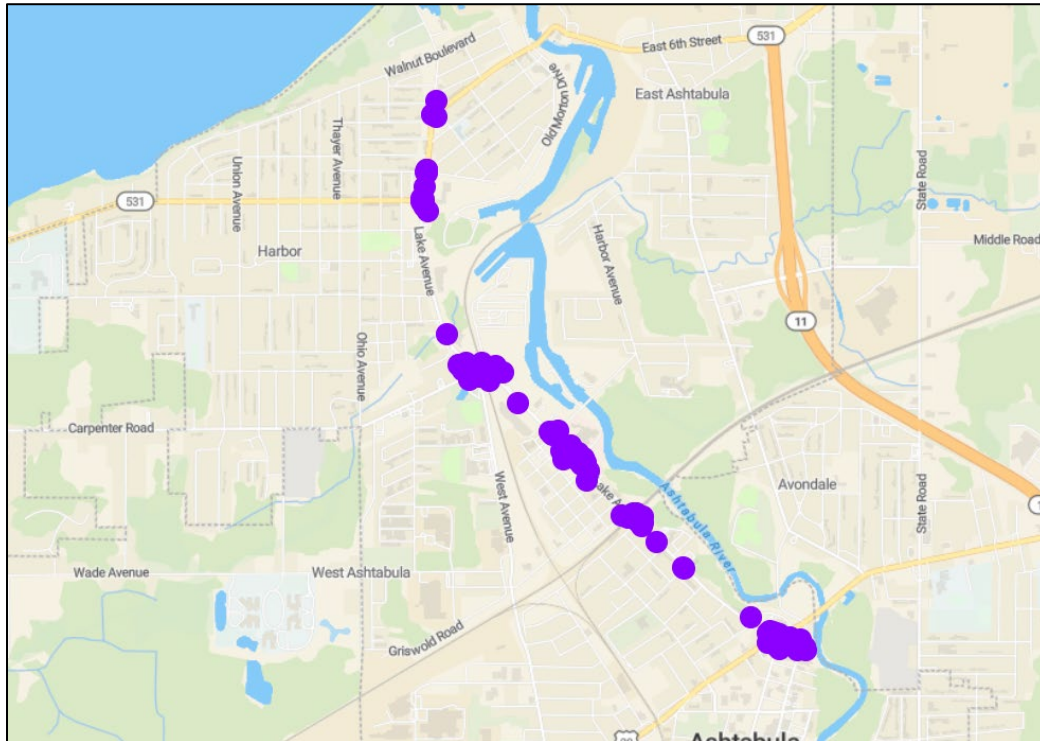 Walnut Boulevard
East 6th Street
531
Old Morton Drive
East Ashtabula
Thayer Avenue
Union Avenue
State Road
531
Harbor
Lake Avenue
Harbor Avenue
Middle Road
11
Ohio Avenue
Carpenter Road
West Avenue
Lake A
Ashtabula River
Avondale
State Road
1
Wade Avenue
West Ashtabula
Griswold Road
Ashtabula